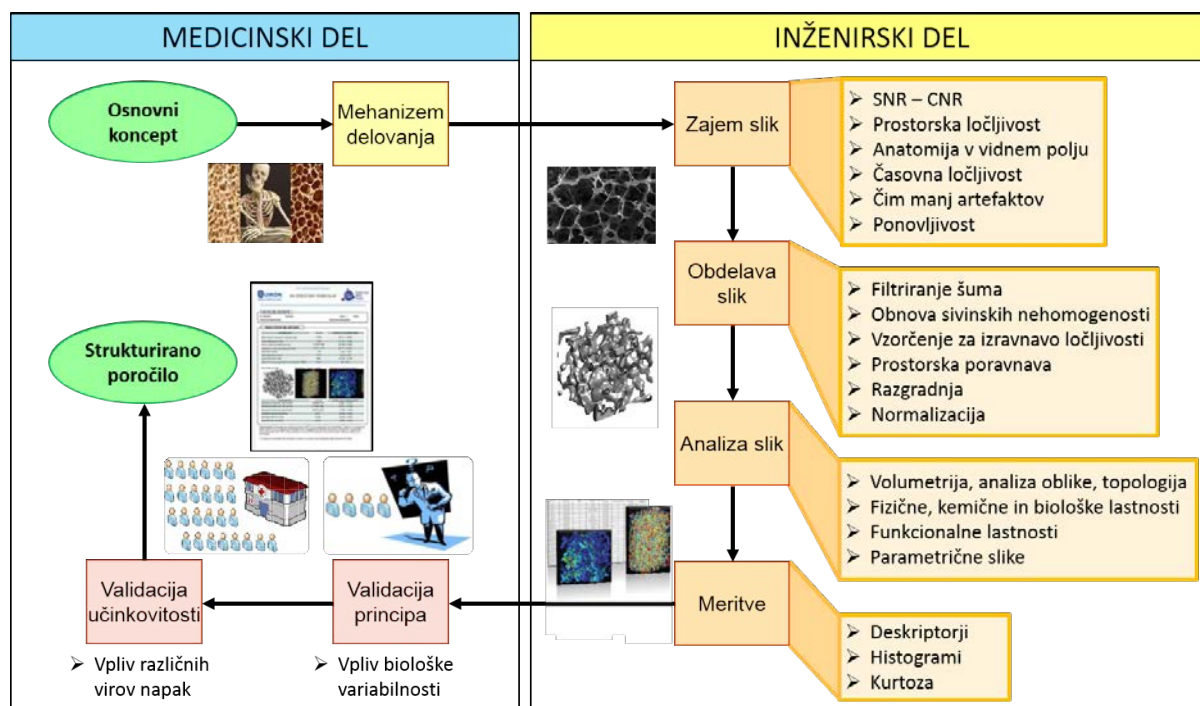 MEDICINSKI DEL
INŽENIRSKI DEL
Osnovni
koncept
Mehanizem
delovanja
Zajem slik
➢ SNR – CNR
➢ Prostorska ločljivost
➢ Anatomija v vidnem polju
➢ Časovna ločljivost
➢ Čim manj artefaktov
➢ Ponovljivost
Obdelava
slik
➢ Filtriranje šuma
➢ Obnova sivinskih nehomogenosti
➢ Vzorčenje za izravnavo ločljivosti
➢ Prostorska poravnava
➢ Razgradnja
➢ Normalizacija
Analiza slik
➢ Volumetrija, analiza oblike, topologija
➢ Fizične, kemične in biološke lastnosti
➢ Funkcionalne lastnosti
➢ Parametrične slike
Meritve
➢ Deskriptorji
➢ Histogrami
➢ Kurtoza
Validacija
principa
➢ Vpliv biološke
variabilnosti
Validacija
učinkovitosti
➢ Vpliv različnih
virov napak
Strukturirano
poročilo